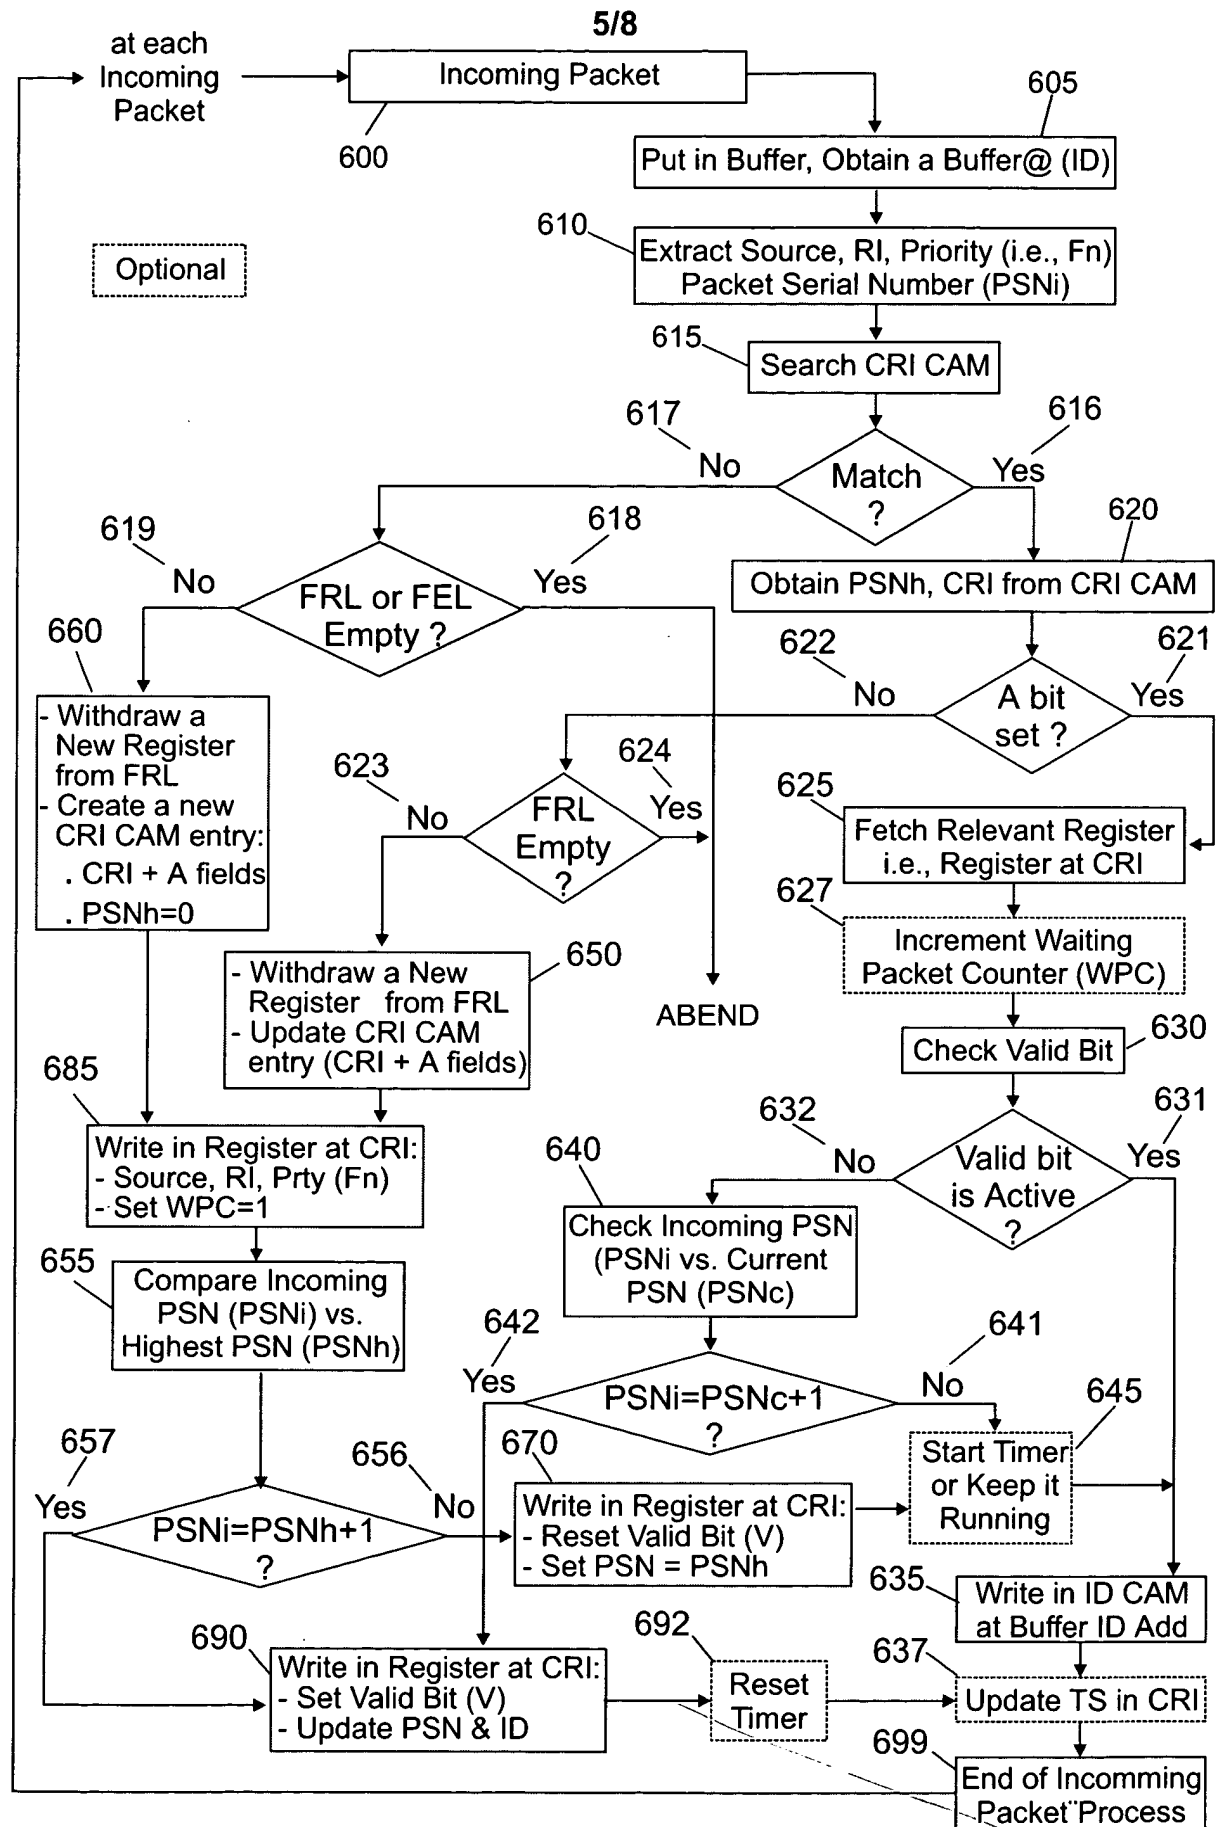 5/8
at each
Incoming
Packet
Incoming Packet
600
605
Put in Buffer, Obtain a Buffer@ (ID)
610
Extract Source, RI, Priority (i.e., Fn)
Packet Serial Number (PSNi)
Optional
615
Search CRI CAM
617
616
No
Match
?
Yes
619
618
620
No
FRL or FEL
Empty ?
Yes
Obtain PSNh, CRI from CRI CAM
660
622
621
No
A bit
set ?
Yes
- Withdraw a
New Register
from FRL
- Create a new
CRI CAM entry:
. CRI + A fields
. PSNh=0
623
624
No
FRL
Empty
?
Yes
625
Fetch Relevant Register
i.e., Register at CRI
627
Increment Waiting
Packet Counter (WPC)
650
- Withdraw a New
Register from FRL
- Update CRI CAM
entry (CRI + A fields)
ABEND
630
Check Valid Bit
685
Write in Register at CRI:
- Source, RI, Prty (Fn)
- Set WPC=1
632
631
No
Valid bit
is Active
?
Yes
640
Check Incoming PSN
(PSNi vs. Current
PSN (PSNc)
655
Compare Incoming
PSN (PSNi) vs.
Highest PSN (PSNh)
642
641
Yes
PSNi=PSNc+1
?
No
645
Start Timer
or Keep it
Running
657
656
Yes
PSNi=PSNh+1
?
No
670
Write in Register at CRI:
- Reset Valid Bit (V)
- Set PSN = PSNh
635
Write in ID CAM
at Buffer ID Add
690
Write in Register at CRI:
- Set Valid Bit (V)
- Update PSN & ID
692
Reset
Timer
637
Update TS in CRI
699
End of Incomming
Packet Process